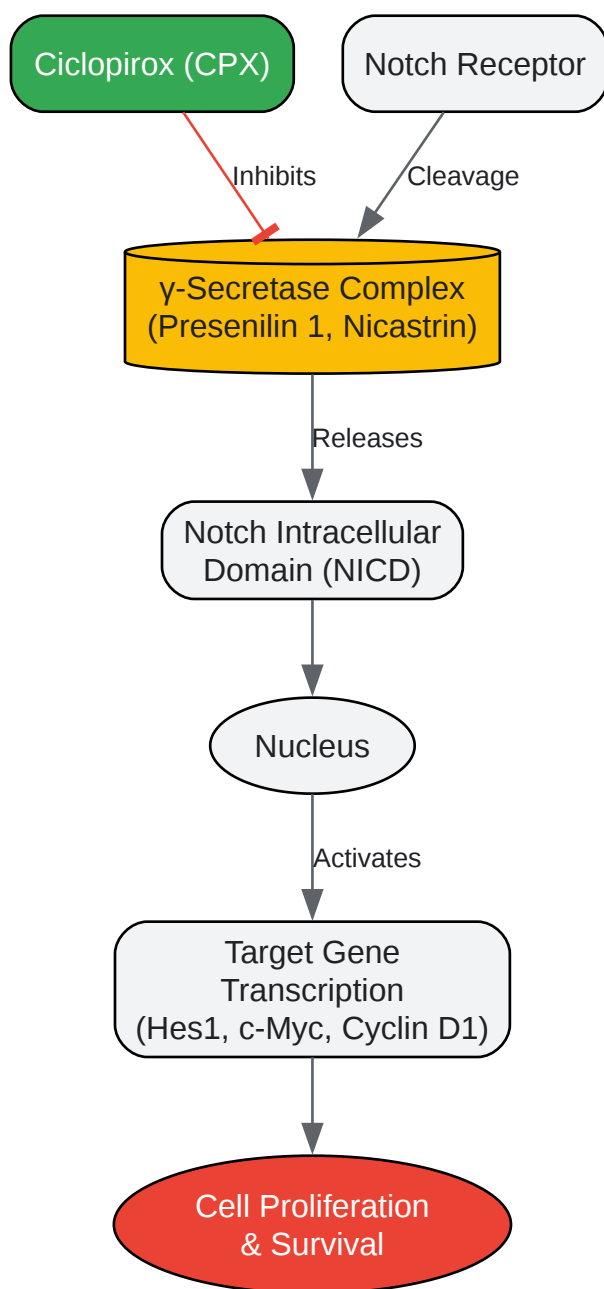 Ciclopirox (CPX)
Notch Receptor
Inhibits
Cleavage
γ-Secretase Complex
(Presenilin 1, Nicastrin)
Releases
Notch Intracellular
Domain (NICD)
Nucleus
Activates
Target Gene
Transcription
(Hes1, c-Myc, Cyclin D1)
Cell Proliferation
& Survival